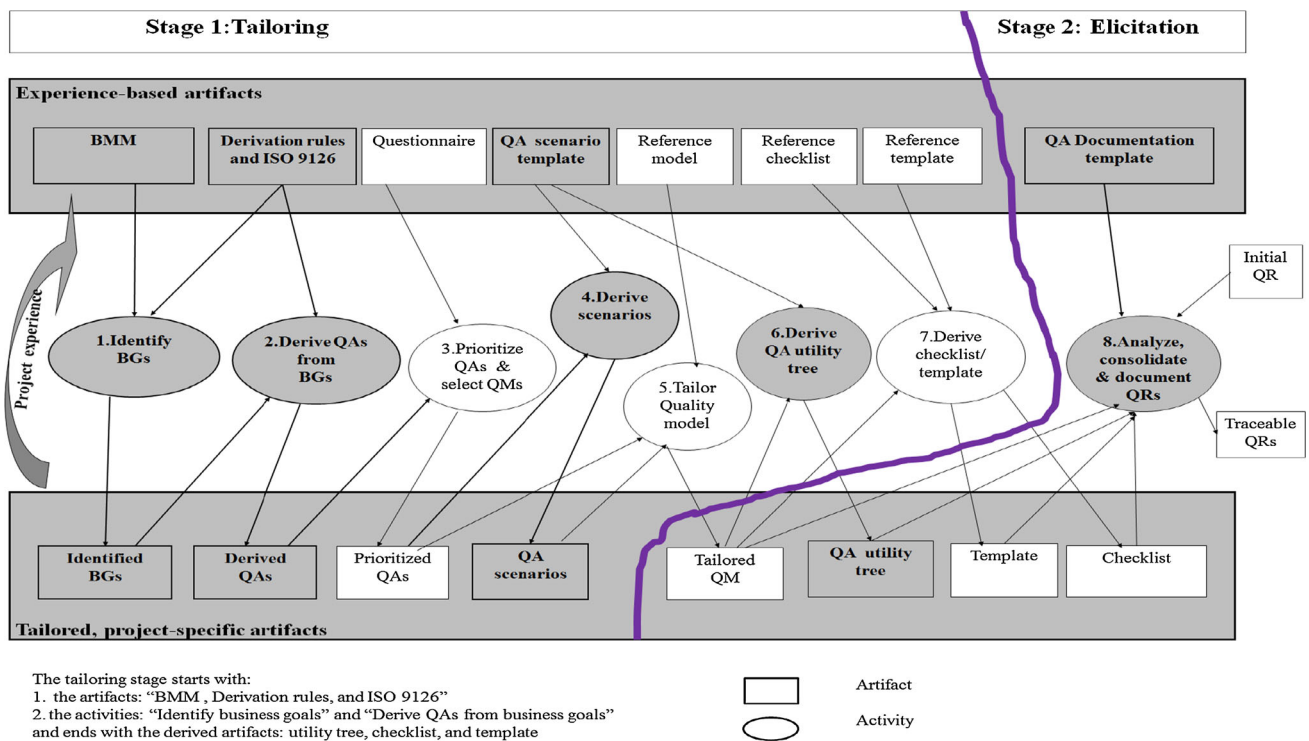 Stage 1:Tailoring
Stage 2: Elicitation
Experience-based artifacts
BMM
Derivation rules
and ISO 9126
Questionnaire
QA scenario
template
Reference
model
Reference
checklist
Reference
template
QA Documentation
template
Project experience
Initial
QR
1.Identify
BGs
2.Derive QAs
from
BGs
3.Prioritize
QAs &
select QMs
4.Derive
scenarios
5.Tailor
Quality
model
6.Derive
QA utility
tree
7.Derive
checklist/
template
8.Analyze,
consolidate
& document
QRs
Traceable
QRs
Identified
BGs
Derived
QAs
Prioritized
QAs
QA
scenarios
Tailored
QM
QA utility
tree
Template
Checklist
Tailored, project-specific artifacts
The tailoring stage starts with:
1. the artifacts: “BMM , Derivation rules, and ISO 9126”
2. the activities: “Identify business goals” and “Derive QAs from business goals”
and ends with the derived artifacts: utility tree, checklist, and template
Artifact
Activity